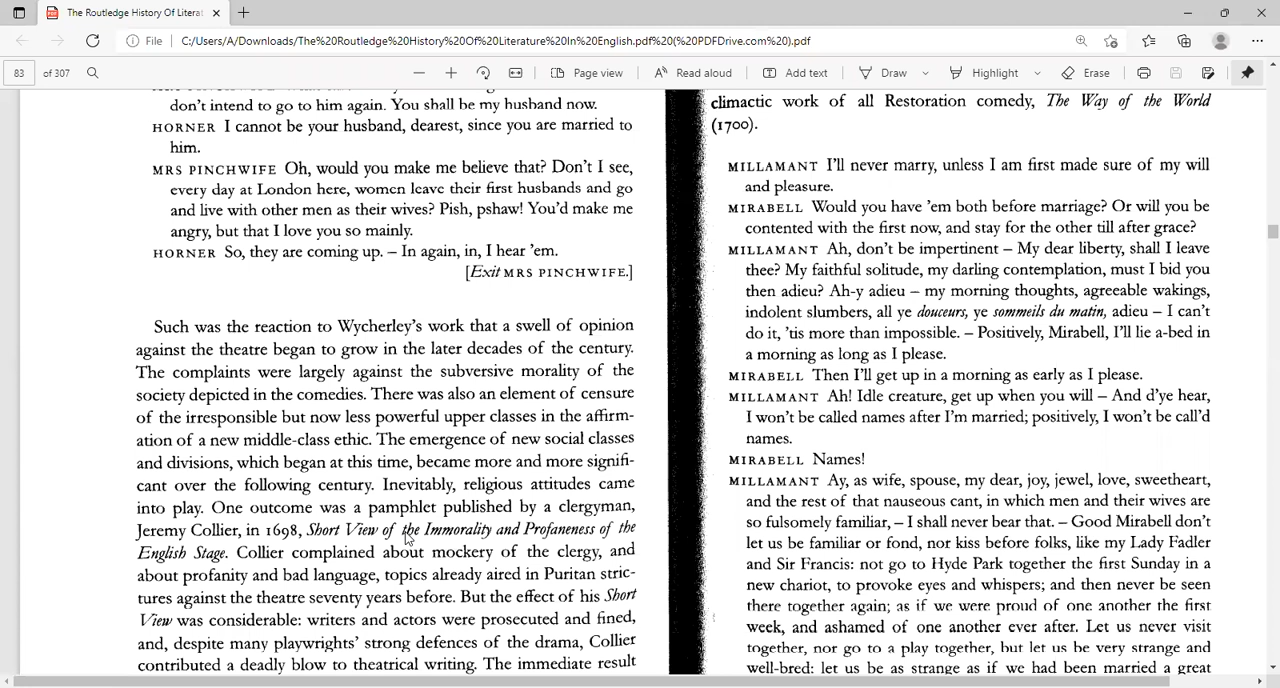 The Routledge History Of Litera
File C:/Users/A/Downloads/The%20Routledge%20History%20Of%20Literature%20In%20English.pdf%20(%20PDFDrive.com%20).pdf
83 of 307 Page view Read aloud Add text Draw Highlight Erase
don't intend to go to him again. You shall be my husband now.
HORNER I cannot be your husband, dearest, since you are married to
him.
MRS PINCHWIFE Oh, would you make me believe that? Don't I see,
every day at London here, women leave their first husbands and go
and live with other men as their wives? Pish, pshaw! You'd make me
angry, but that I love you so mainly.
HORNER So, they are coming up. – In again, in, I hear 'em.
[Exit MRS PINCHWIFE.]
Such was the reaction to Wycherley's work that a swell of opinion
against the theatre began to grow in the later decades of the century.
The complaints were largely against the subversive morality of the
society depicted in the comedies. There was also an element of censure
of the irresponsible but now less powerful upper classes in the affirm-
ation of a new middle-class ethic. The emergence of new social classes
and divisions, which began at this time, became more and more signifi-
cant over the following century. Inevitably, religious attitudes came
into play. One outcome was a pamphlet published by a clergyman,
Jeremy Collier, in 1698, Short View of the Immorality and Profaneness of the
English Stage. Collier complained about mockery of the clergy, and
about profanity and bad language, topics already aired in Puritan stric-
tures against the theatre seventy years before. But the effect of his Short
View was considerable: writers and actors were prosecuted and fined,
and, despite many playwrights' strong defences of the drama, Collier
contributed a deadly blow to theatrical writing. The immediate result
climactic work of all Restoration comedy, The Way of the World
(1700).
MILLAMANT I'll never marry, unless I am first made sure of my will
and pleasure.
MIRABELL Would you have 'em both before marriage? Or will you be
contented with the first now, and stay for the other till after grace?
MILLAMANT Ah, don't be impertinent – My dear liberty, shall I leave
thee? My faithful solitude, my darling contemplation, must I bid you
then adieu? Ah-y adieu – my morning thoughts, agreeable wakings,
indolent slumbers, all ye douceurs, ye sommeils du matin, adieu – I can't
do it, 'tis more than impossible. – Positively, Mirabell, I'll lie a-bed in
a morning as long as I please.
MIRABELL Then I'll get up in a morning as early as I please.
MILLAMANT Ah! Idle creature, get up when you will – And d'ye hear,
I won't be called names after I'm married; positively, I won't be call'd
names.
MIRABELL Names!
MILLAMANT Ay, as wife, spouse, my dear, joy, jewel, love, sweetheart,
and the rest of that nauseous cant, in which men and their wives are
so fulsomely familiar, – I shall never bear that. – Good Mirabell don't
let us be familiar or fond, nor kiss before folks, like my Lady Fadler
and Sir Francis: not go to Hyde Park together the first Sunday in a
new chariot, to provoke eyes and whispers; and then never be seen
there together again; as if we were proud of one another the first
week, and ashamed of one another ever after. Let us never visit
together, nor go to a play together, but let us be very strange and
well-bred: let us be as strange as if we had been married a great